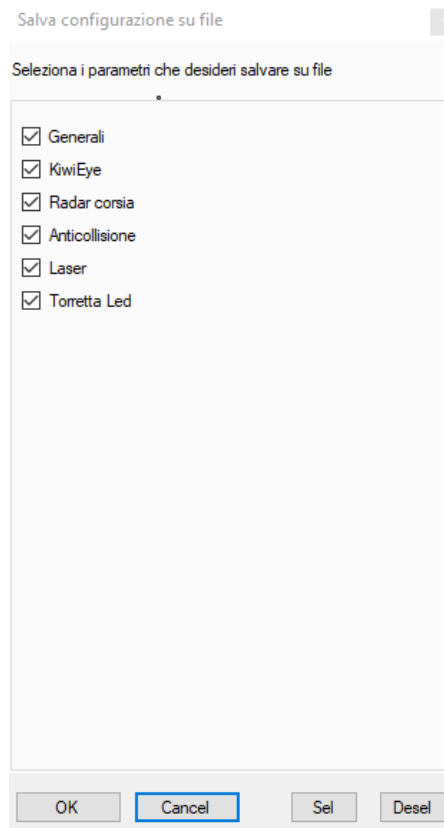 Salva configurazione su file
Seleziona i parametri che desideri salvare su file
Generali
KiwiEye
Radar corsia
Anticollisione
Laser
Torretta Led
OK Cancel Sel Desel